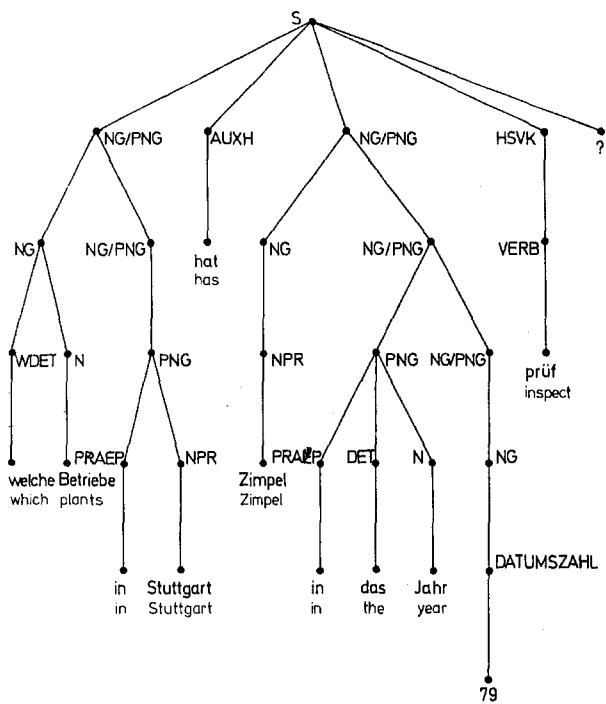 S
NG/PNG AUXH NG/PNG HSVK ?
NG NG/PNG hat NG NG/PNG VERB
has
WDET N PNG NPR PNG NG/PNG prüf
inspect
PRAEP NPR PRAEP DET N NG
welche Betriebe Zimpel
which plants Zimpel
DATUMSZAHL
in Stuttgart in das Jahr
in Stuttgart in the year
79